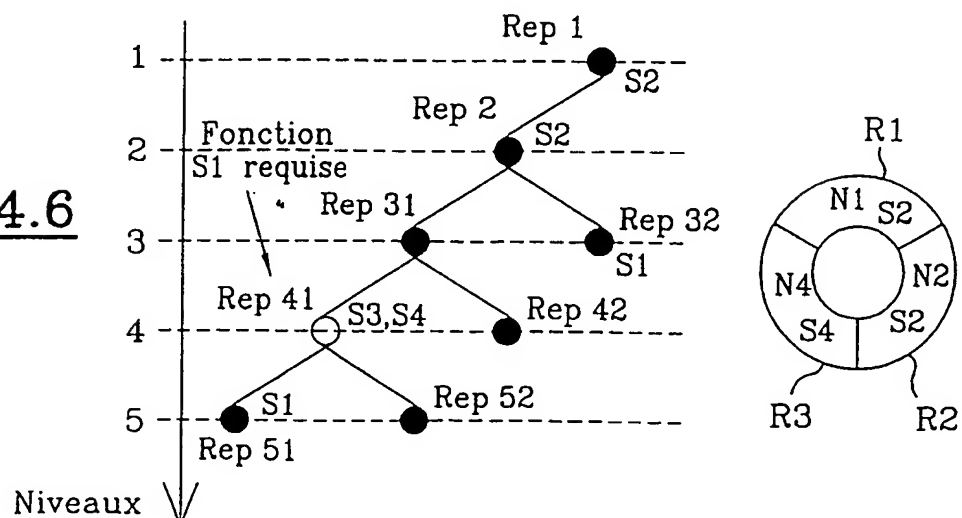 4.6
Rep 1
1
S2
Rep 2
Fonction
S1 requise
2
S2
Rep 31
Rep 32
3
S1
Rep 41
S3,S4
Rep 42
4
S1
Rep 52
5
Rep 51
Niveaux
R1
N1
S2
N4
N2
S4
S2
R3
R2